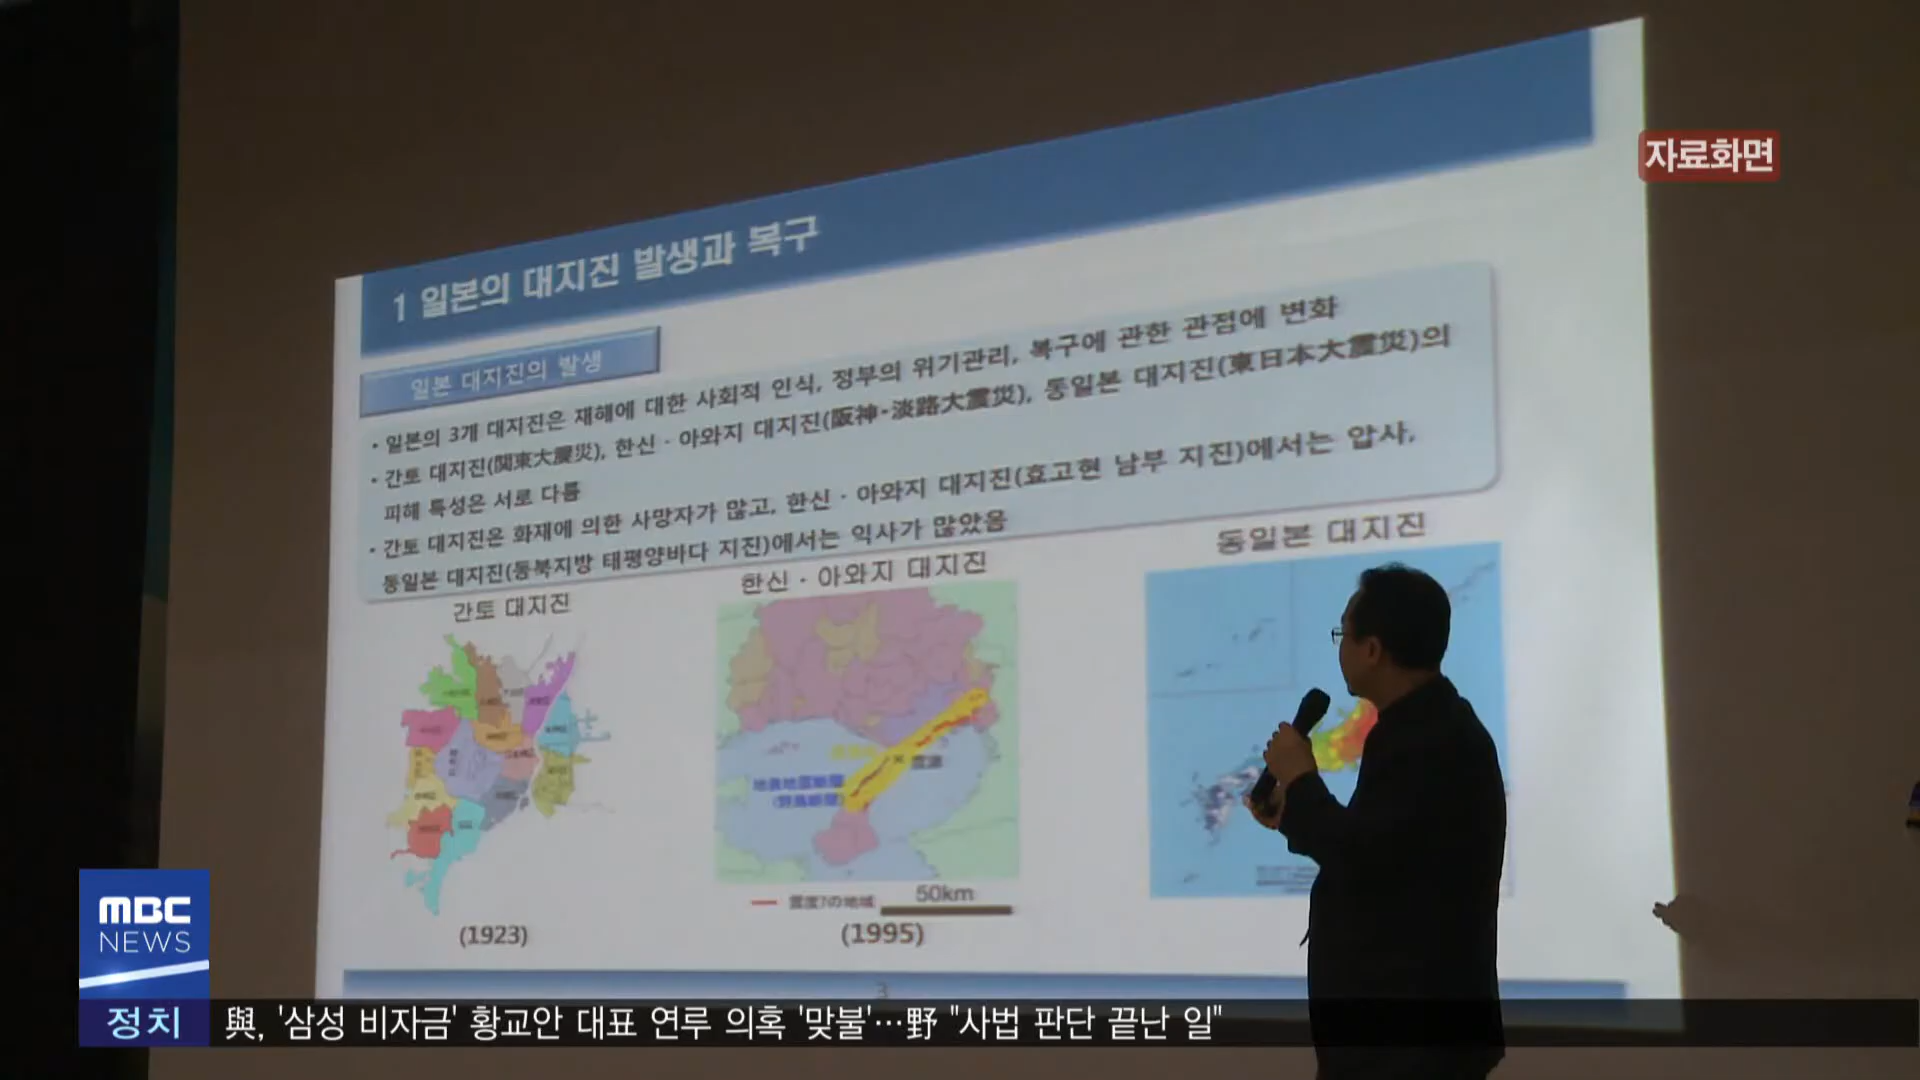 자료화면
1 일본의 대지진 발생과 복구
일본 대지진의 발생
• 일본의 3개 대지진은 재해에 대한 사회적 인식, 정부의 위기관리, 복구에 관한 관점에 변화
• 간토 대지진(関東大震災), 한신 · 아와지 대지진(阪神·淡路大震災), 동일본 대지진(東日本大震災)의
피해 특성은 서로 다름
• 간토 대지진은 화재에 의한 사망자가 많고, 한신 · 아와지 대지진(효고현 남부 지진)에서는 압사,
동일본 대지진(동북지방 태평양바다 지진)에서는 익사가 많았음
간토 대지진
한신 · 아와지 대지진
동일본 대지진
震度7の地域
50km
(1923)
(1995)
3
MBC
NEWS
정치
與, '삼성 비자금' 황교안 대표 연루 의혹 '맞불'…野 "사법 판단 끝난 일"